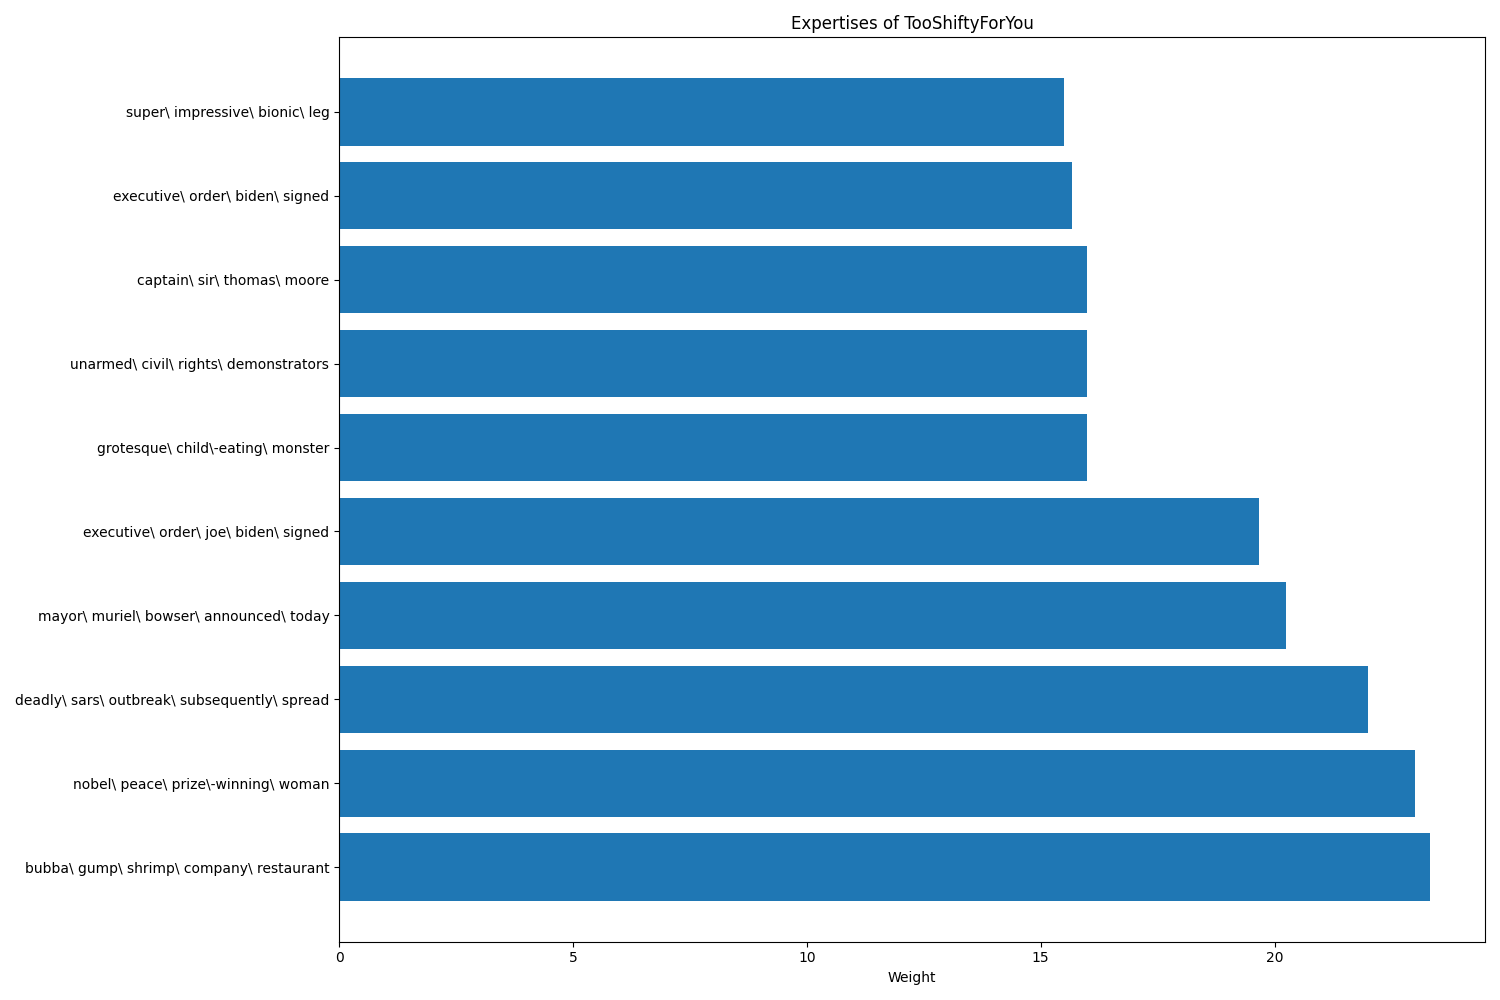 Expertises of TooShiftyForYou
super\ impressive\ bionic\ leg
executive\ order\ biden\ signed
captain\ sir\ thomas\ moore
unarmed\ civil\ rights\ demonstrators
grotesque\ child\-eating\ monster
executive\ order\ joe\ biden\ signed
mayor\ muriel\ bowser\ announced\ today
deadly\ sars\ outbreak\ subsequently\ spread
nobel\ peace\ prize\-winning\ woman
bubba\ gump\ shrimp\ company\ restaurant
0 5 10 15 20
Weight